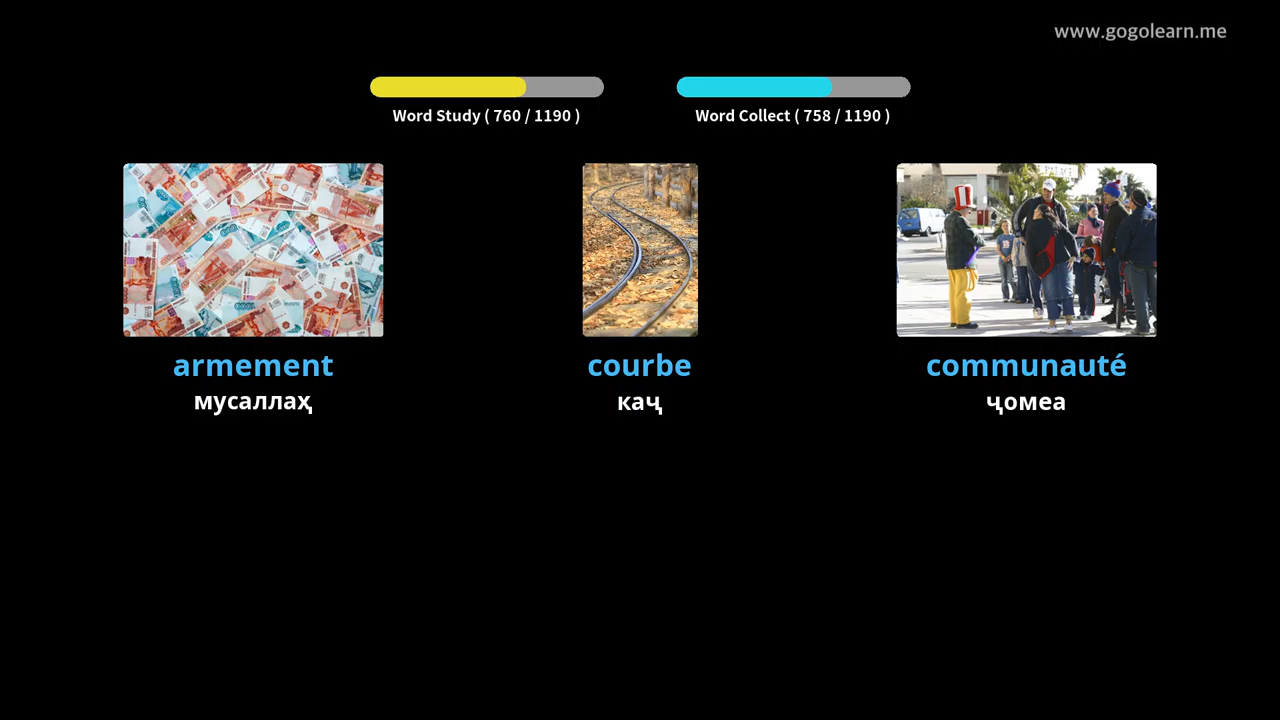 www.gogolearn.me
Word Study ( 760 / 1190 )
Word Collect ( 758 / 1190 )
armement
courbe
communauté
мусаллаҳ
каҷ
ҷомеа